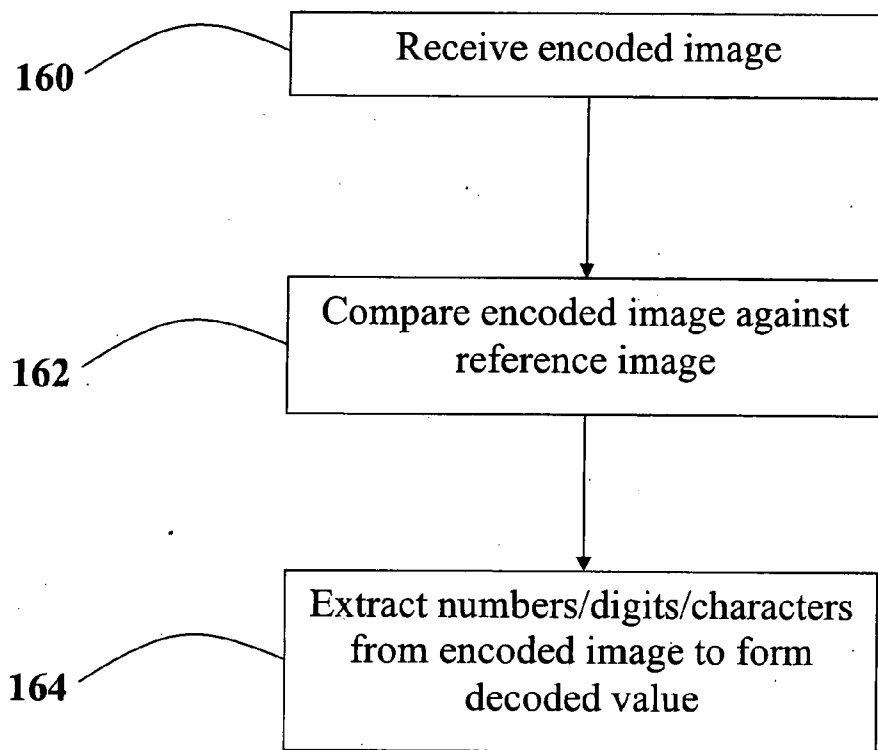 160
Receive encoded image
162
Compare encoded image against
reference image
164
Extract numbers/digits/characters
from encoded image to form
decoded value